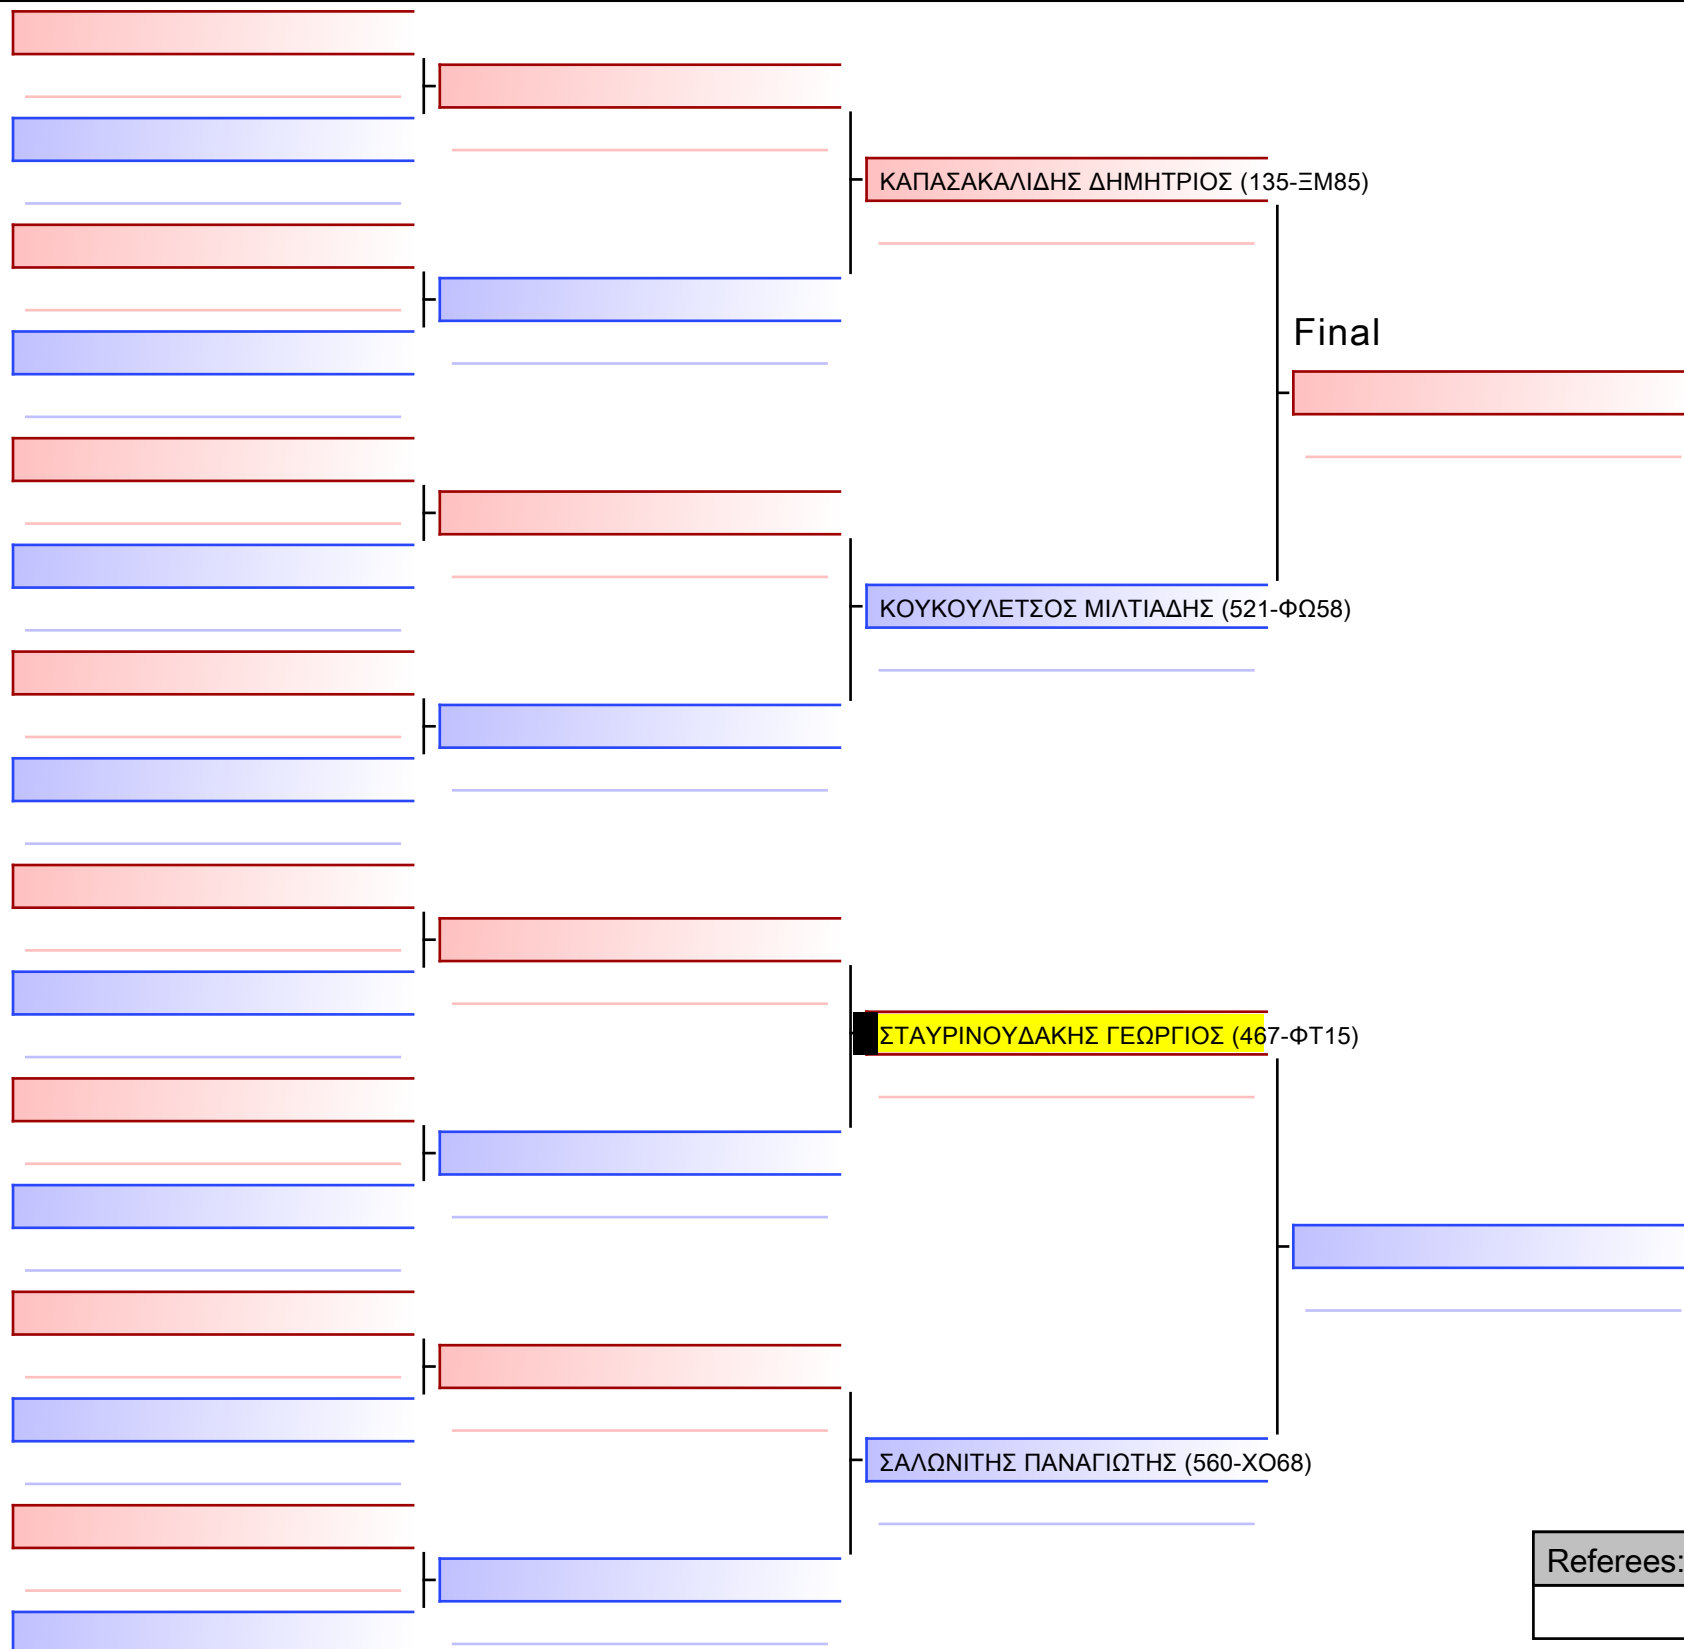 ΚΑΠΑΣΑΚΑΛΙΔΗΣ ΔΗΜΗΤΡΙΟΣ (135-ΞΜ85)
Final
ΚΟΥΚΟΥΛΕΤΣΟΣ ΜΙΛΤΙΑΔΗΣ (521-ΦΩ58)
ΣΤΑΥΡΙΝΟΥΔΑΚΗΣ ΓΕΩΡΓΙΟΣ (467-ΦΤ15)
ΣΑΛΩΝΙΤΗΣ ΠΑΝΑΓΙΩΤΗΣ (560-ΧΟ68)
Referees: